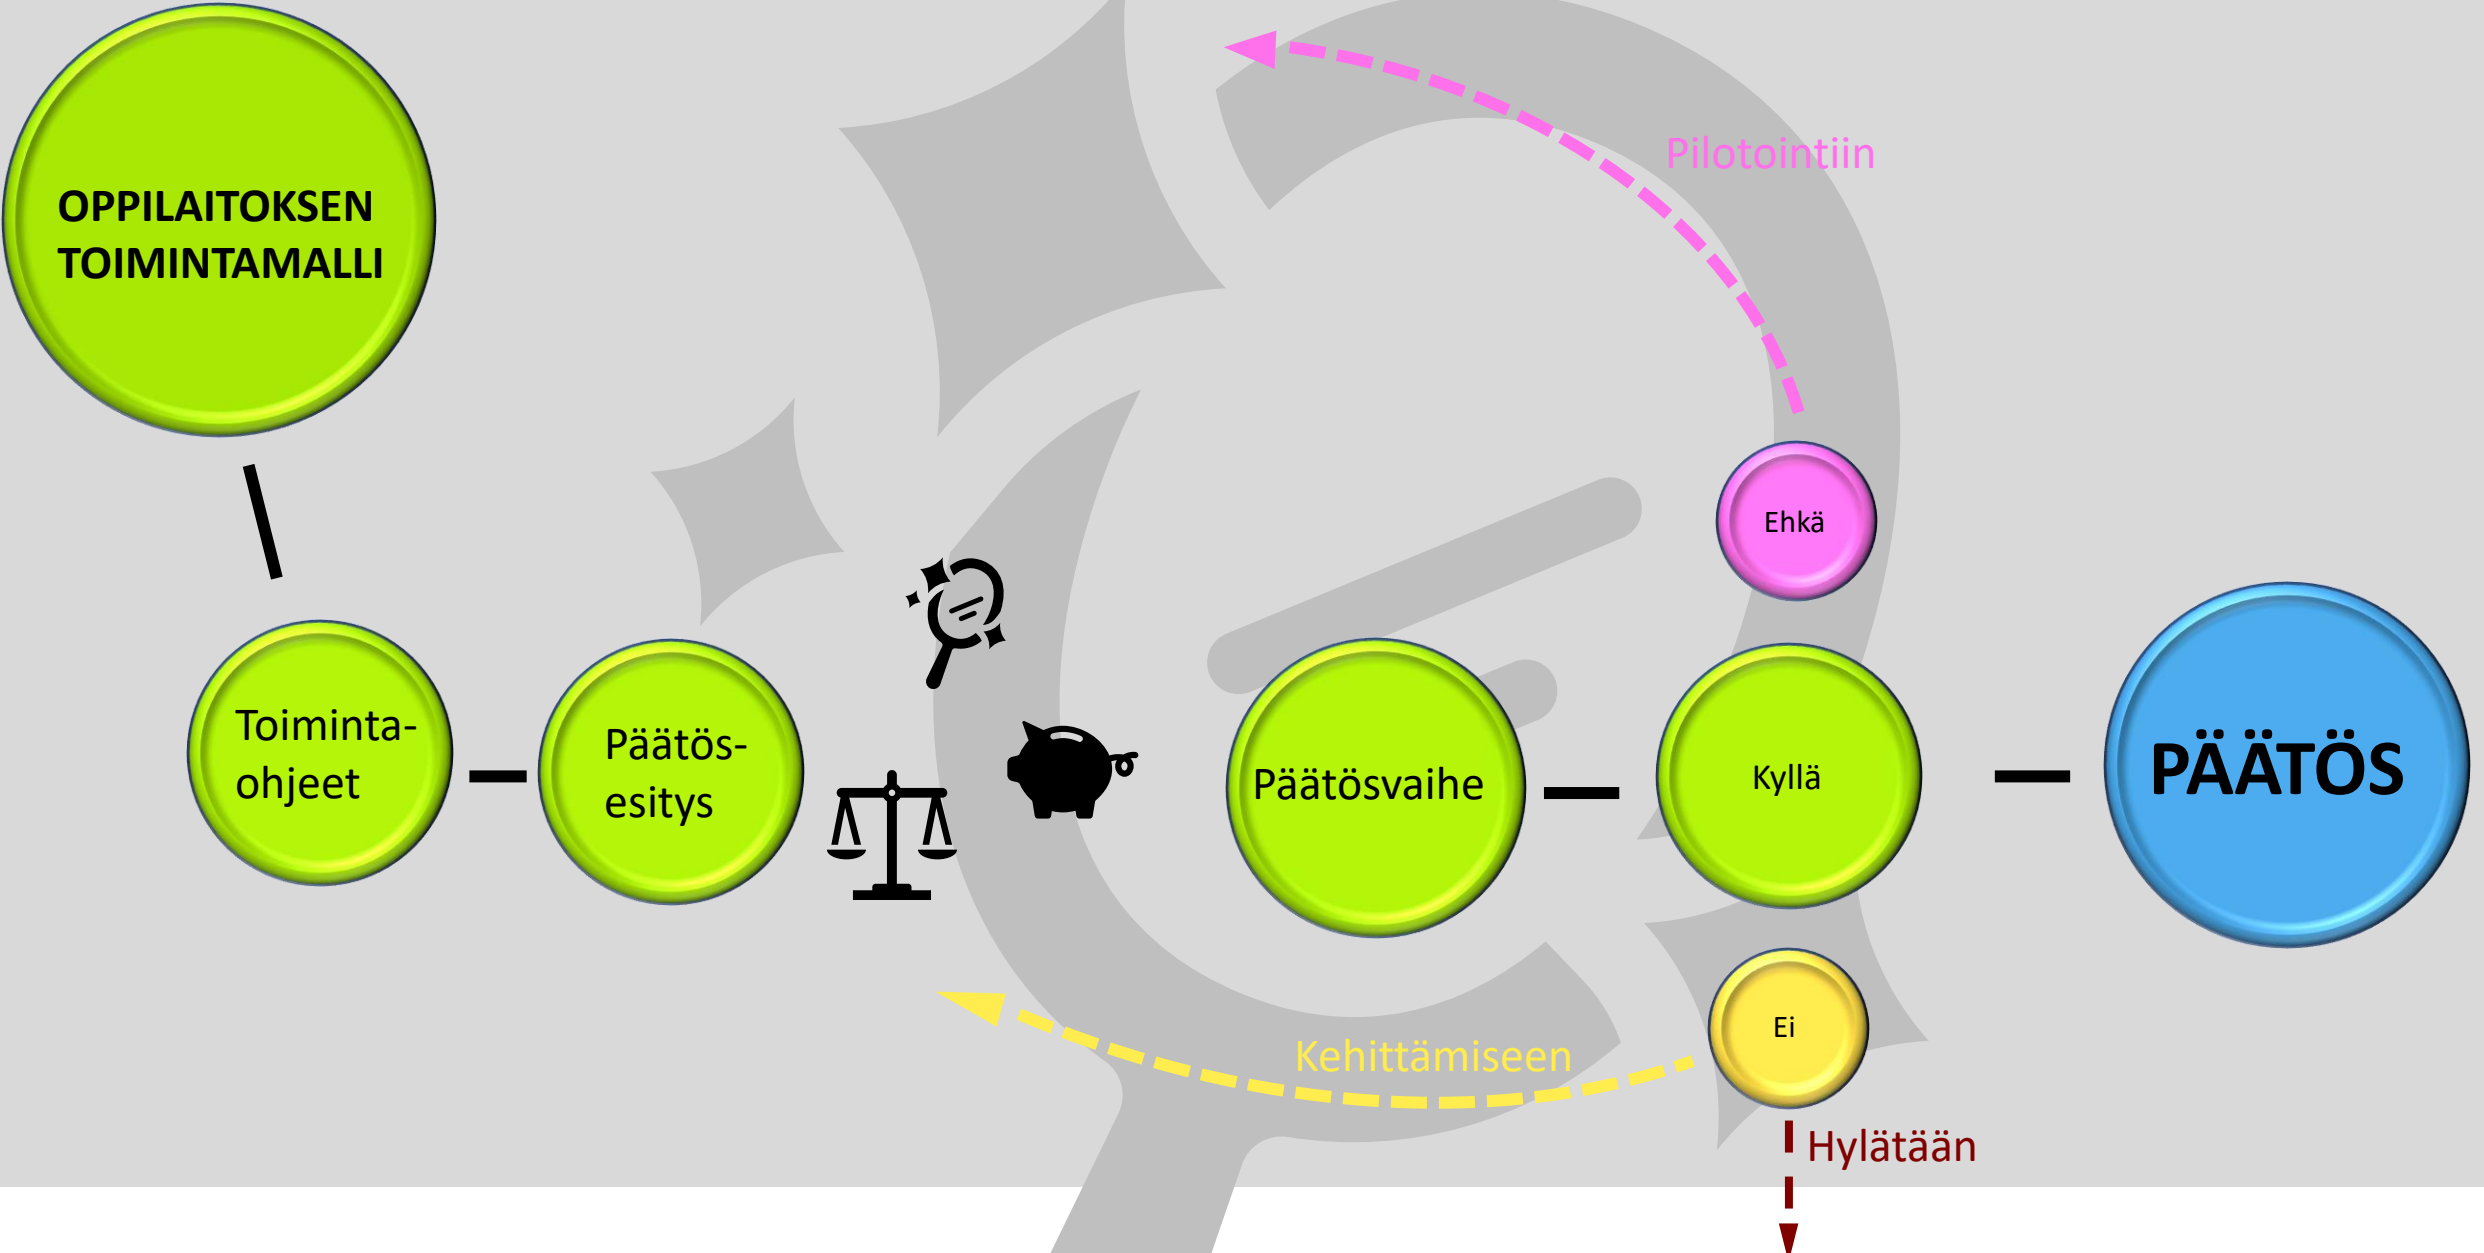 OPPILAITOKSEN
TOIMINTAMALLI
Pilotointiin
Ehkä
Toiminta-
ohjeet
Päätös-
esitys
Päätösvaihe
Kyllä
PÄÄTÖS
Ei
Kehittämiseen
Hylätään